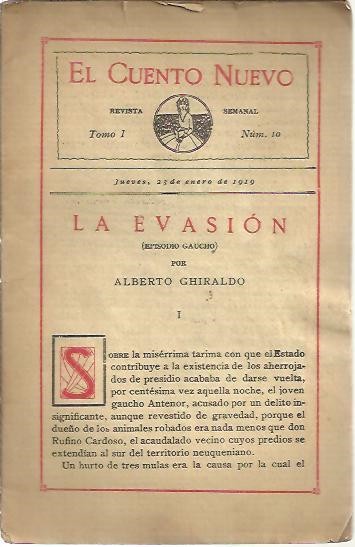 EL CUENTO NUEVO
REVISTA SEMANAL
Tomo I Núm. 10
Jueves, 23 de enero de 1919
LA EVASIÓN
(EPISODIO GAUCHO)
POR
ALBERTO GHIRALDO
I
SOBRE la misérrima tarima con que el Estado
contribuye a la existencia de los aherroja-
dos de presidio acababa de darse vuelta,
por centésima vez aquella noche, el joven
gaucho Antenor, acusado por un delito in-
significante, aunque revestido de gravedad, porque el
dueño de los animales robados era nada menos que don
Rufino Cardoso, el acaudalado vecino cuyos predios se
extendían al sur del territorio neuqueniano.
Un hurto de tres mulas era la causa por la cual el